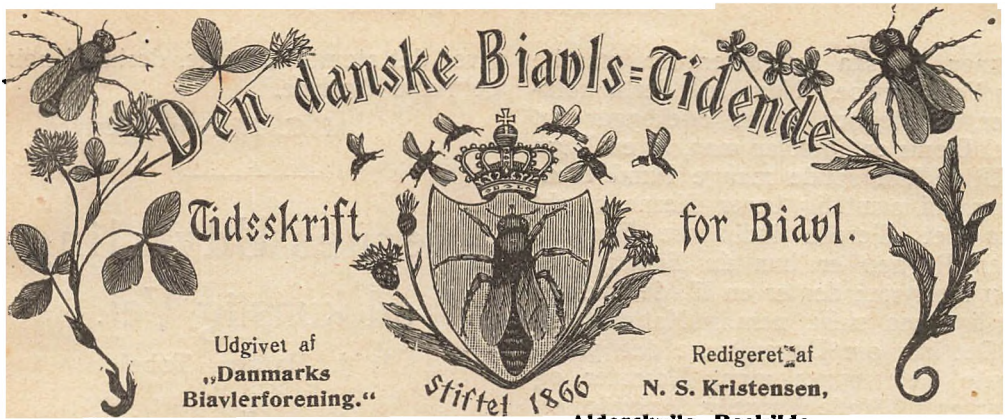 Den danske Biavls-Tidende
Tidsskrift for Biavl.
Udgivet af
„Danmarks
Biavlerforening.“
Stiftet 1866
Redigeret af
N. S. Kristensen,